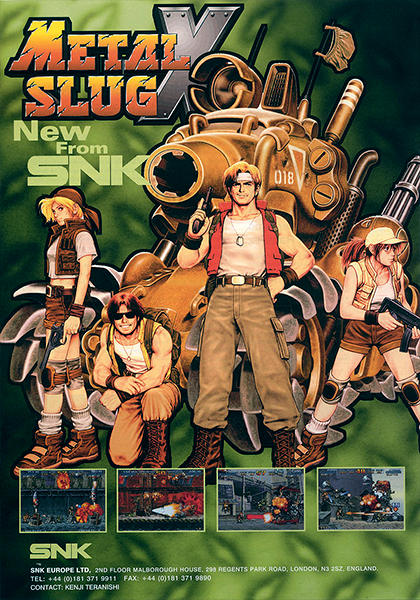 METAL
SLUG X
New
From
SNK
018
SNK
SNK EUROPE LTD, 2ND FLOOR MALBOROUGH HOUSE, 298 REGENTS PARK ROAD, LONDON, N3 2SZ, ENGLAND.
TEL: +44 (0)181 371 9911 FAX: +44 (0)181 371 9890
CONTACT: KENJI TERANISHI